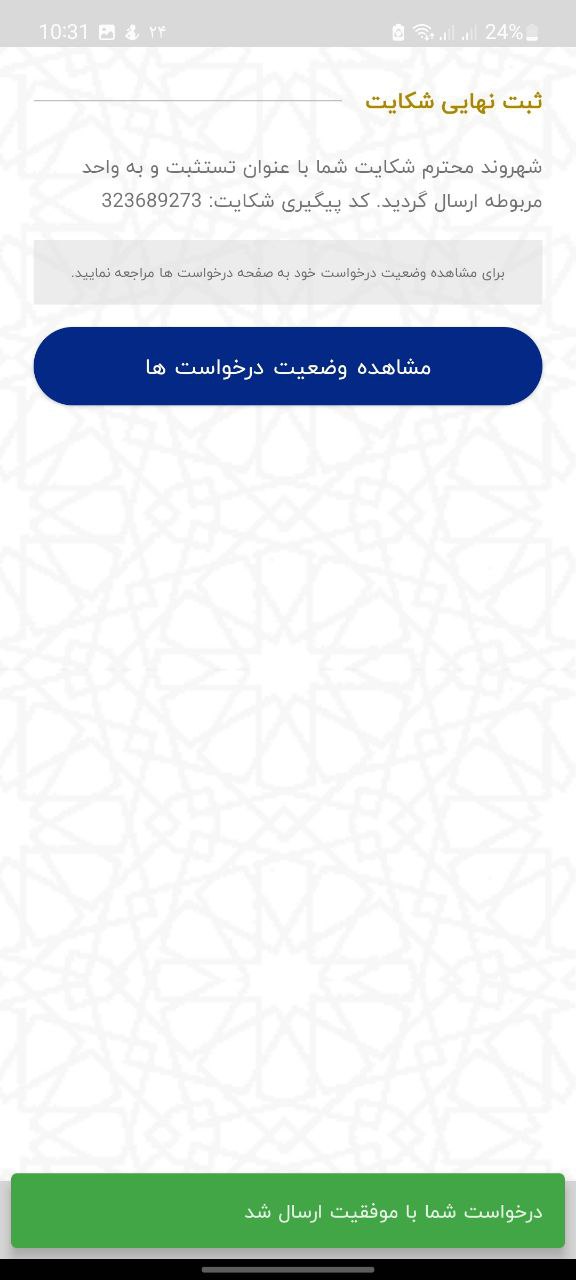 10:31 ۲۴ 24%
ثبت نهایی شکایت
شهروند محترم شکایت شما با عنوان تستثبت و به واحد
مربوطه ارسال گردید. کد پیگیری شکایت: 323689273
برای مشاهده وضعیت درخواست خود به صفحه درخواست ها مراجعه نمایید.
مشاهده وضعیت درخواست ها
درخواست شما با موفقیت ارسال شد